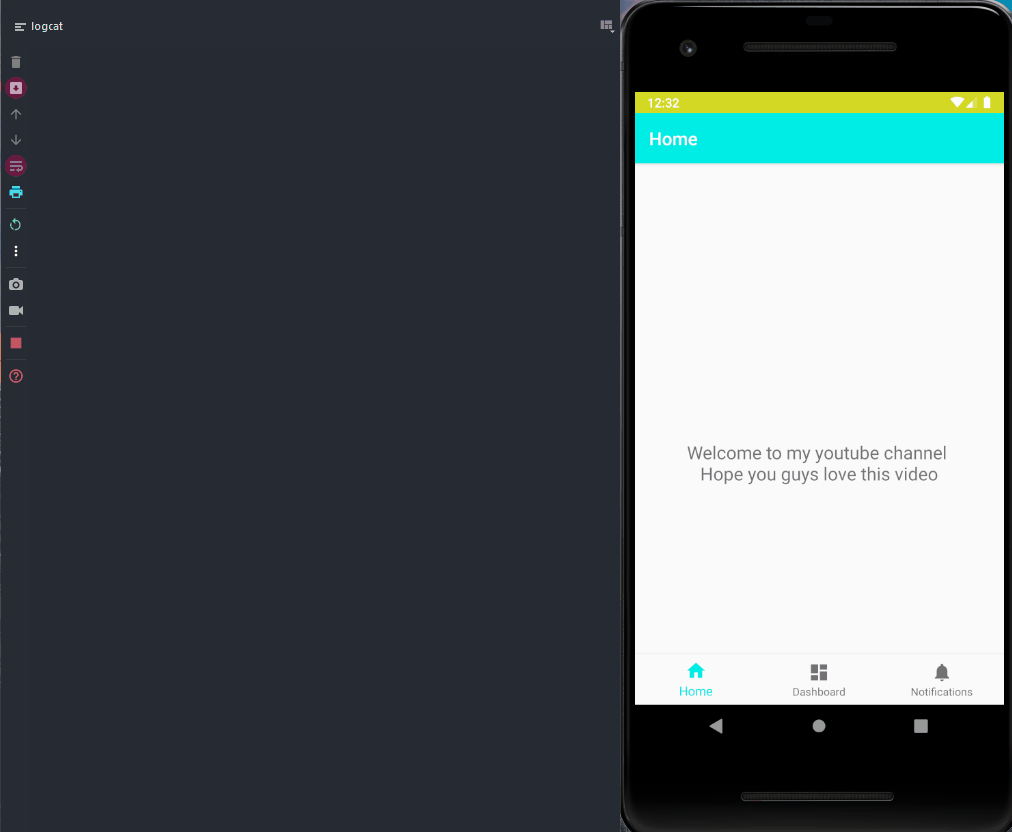 logcat
12:32
Home
Welcome to my youtube channel
Hope you guys love this video
Home
Dashboard
Notifications